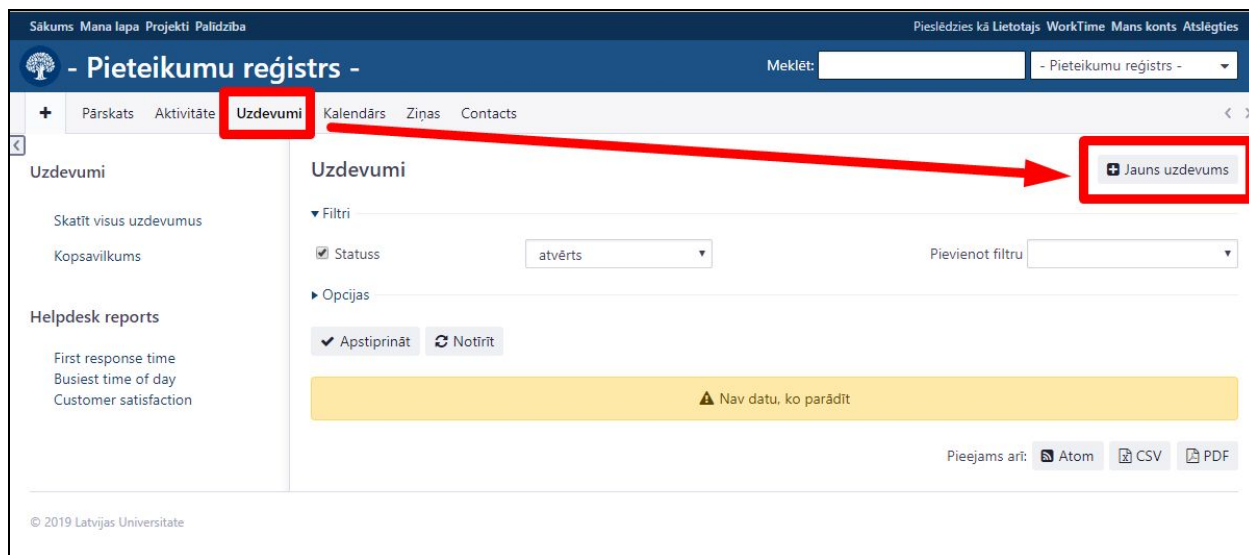 Sākums Mana lapa Projekti Palīdzība
Pieslēdzies kā Lietotajs WorkTime Mans konts Atslēgties
- Pieteikumu reģistrs -
Meklēt:
- Pieteikumu reģistrs -
Pārskats Aktivitāte Uzdevumi Kalendārs Ziņas Contacts
Uzdevumi
Skatīt visus uzdevumus
Kopsavilkums
Helpdesk reports
First response time
Busiest time of day
Customer satisfaction
Uzdevumi
Jauns uzdevums
Filtri
Statuss
atvērts
Pievienot filtru
Opcijas
Apstiprināt Notīrīt
Nav datu, ko parādīt
Pieejams arī: Atom CSV PDF
© 2019 Latvijas Universitate